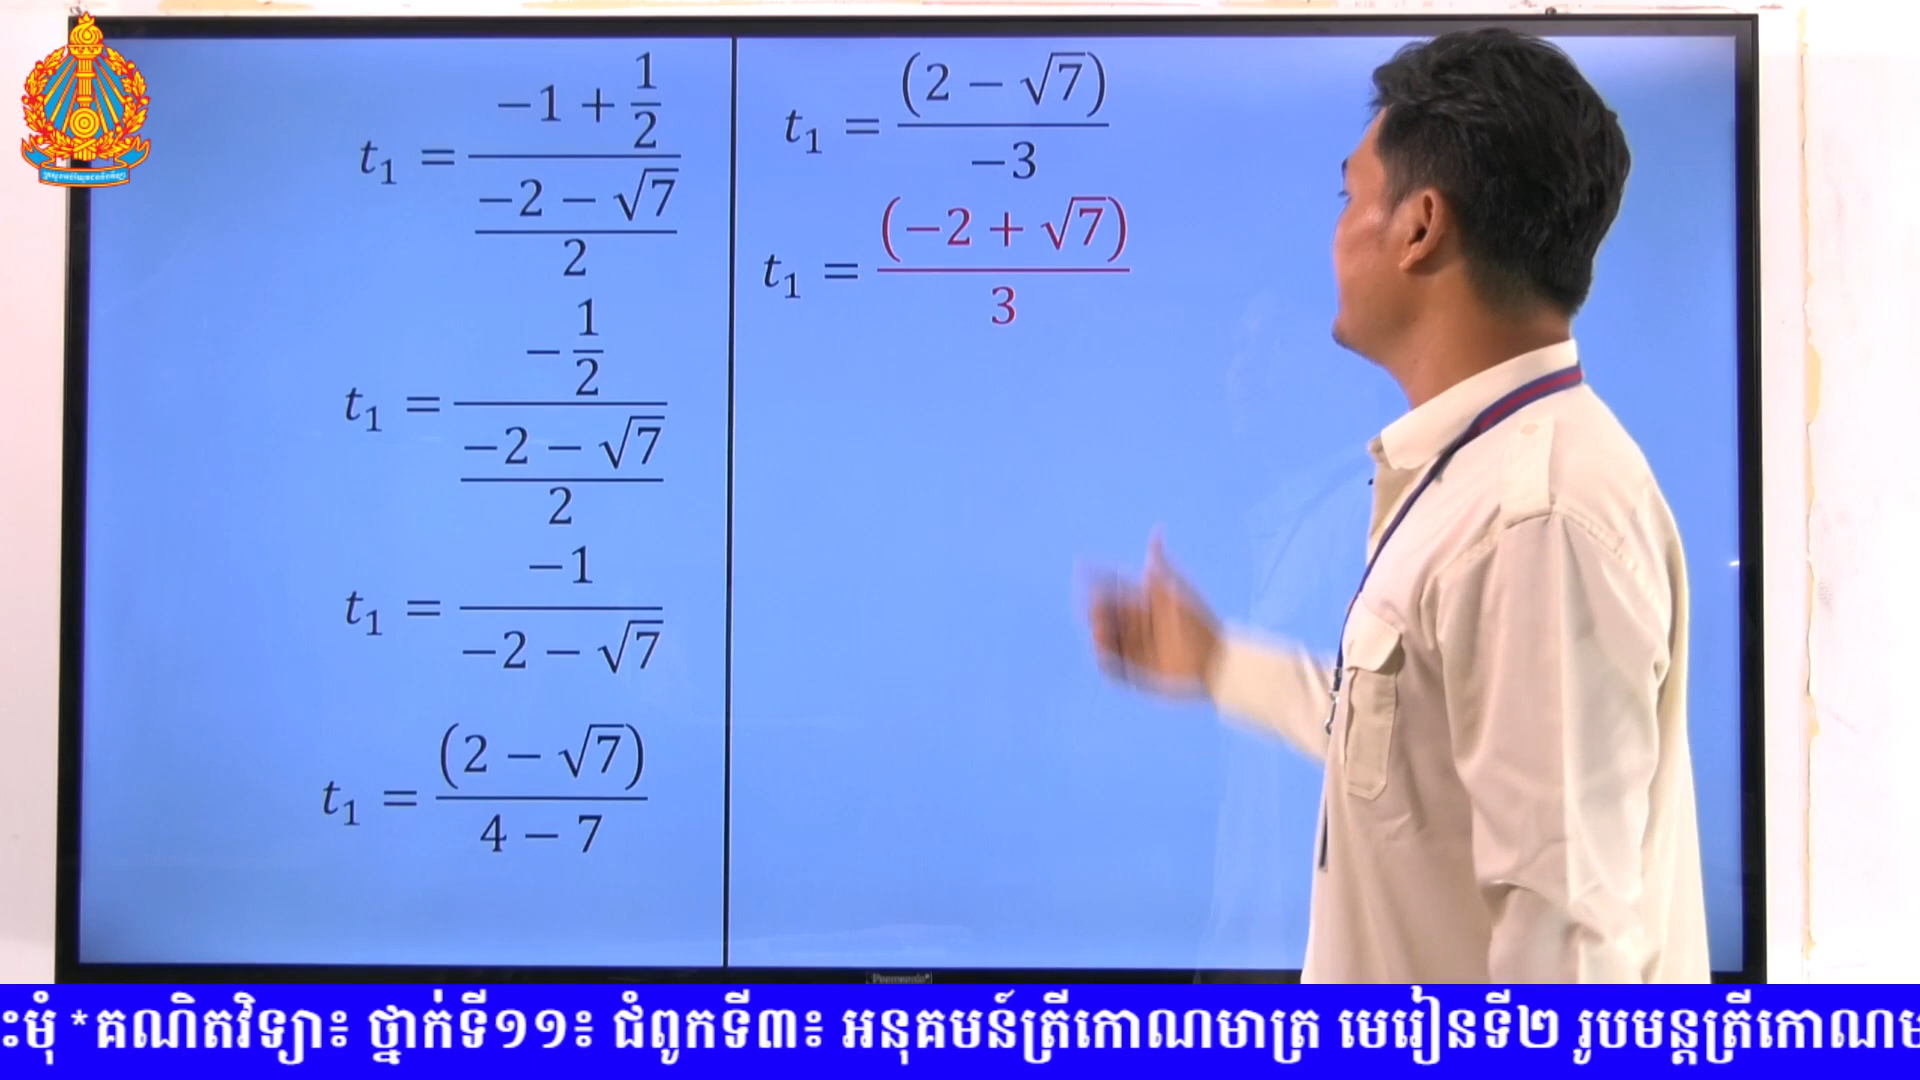 t₁ = (−1 + 1/2) / ((−2 − √7)/2)
t₁ = (−1/2) / ((−2 − √7)/2)
t₁ = −1 / (−2 − √7)
t₁ = (2 − √7) / (4 − 7)
t₁ = (2 − √7) / −3
t₁ = (−2 + √7) / 3
ះមុំ *គណិតវិទ្យា៖ ថ្នាក់ទី១១៖ ជំពូកទី៣៖ អនុគមន៍ត្រីកោណមាត្រ មេរៀនទី២ រូបមន្តត្រីកោណម